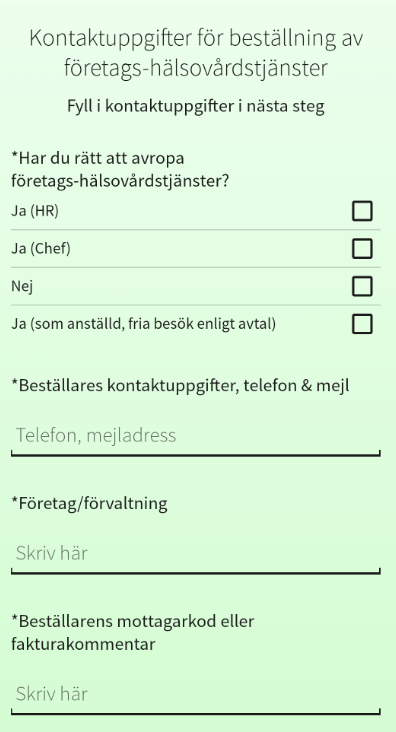 Kontaktuppgifter för beställning av
företags-hälsovårdstjänster
Fyll i kontaktuppgifter i nästa steg
*Har du rätt att avropa
företags-hälsovårdstjänster?
Ja (HR)
Ja (Chef)
Nej
Ja (som anställd, fria besök enligt avtal)
*Beställares kontaktuppgifter, telefon & mejl
Telefon, mejladress
*Företag/förvaltning
Skriv här
*Beställarens mottagarkod eller
fakturakommentar
Skriv här